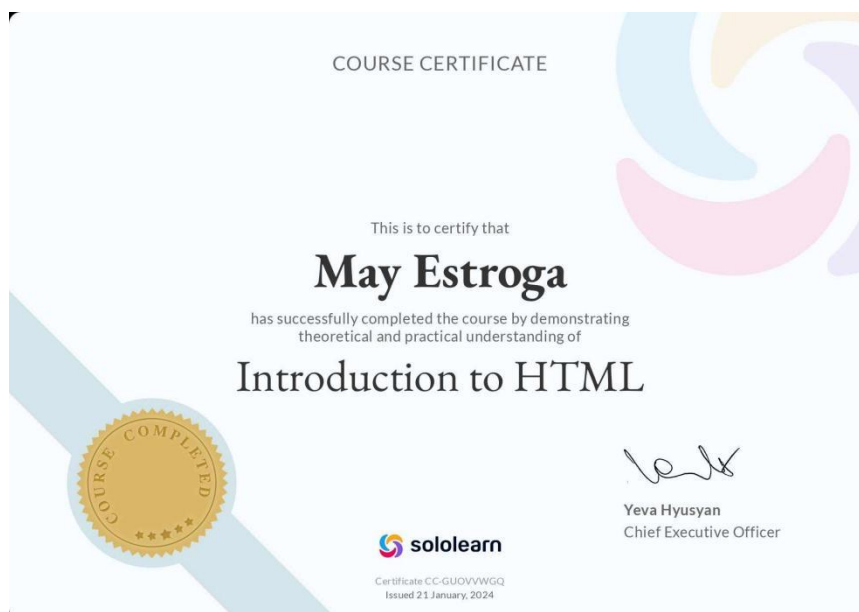 COURSE CERTIFICATE
This is to certify that
May Estroga
has successfully completed the course by demonstrating
theoretical and practical understanding of
Introduction to HTML
COURSE COMPLETED
Yeva Hyusyan
Chief Executive Officer
sololearn
Certificate CC-GUOVVWGQ
Issued 21 January, 2024